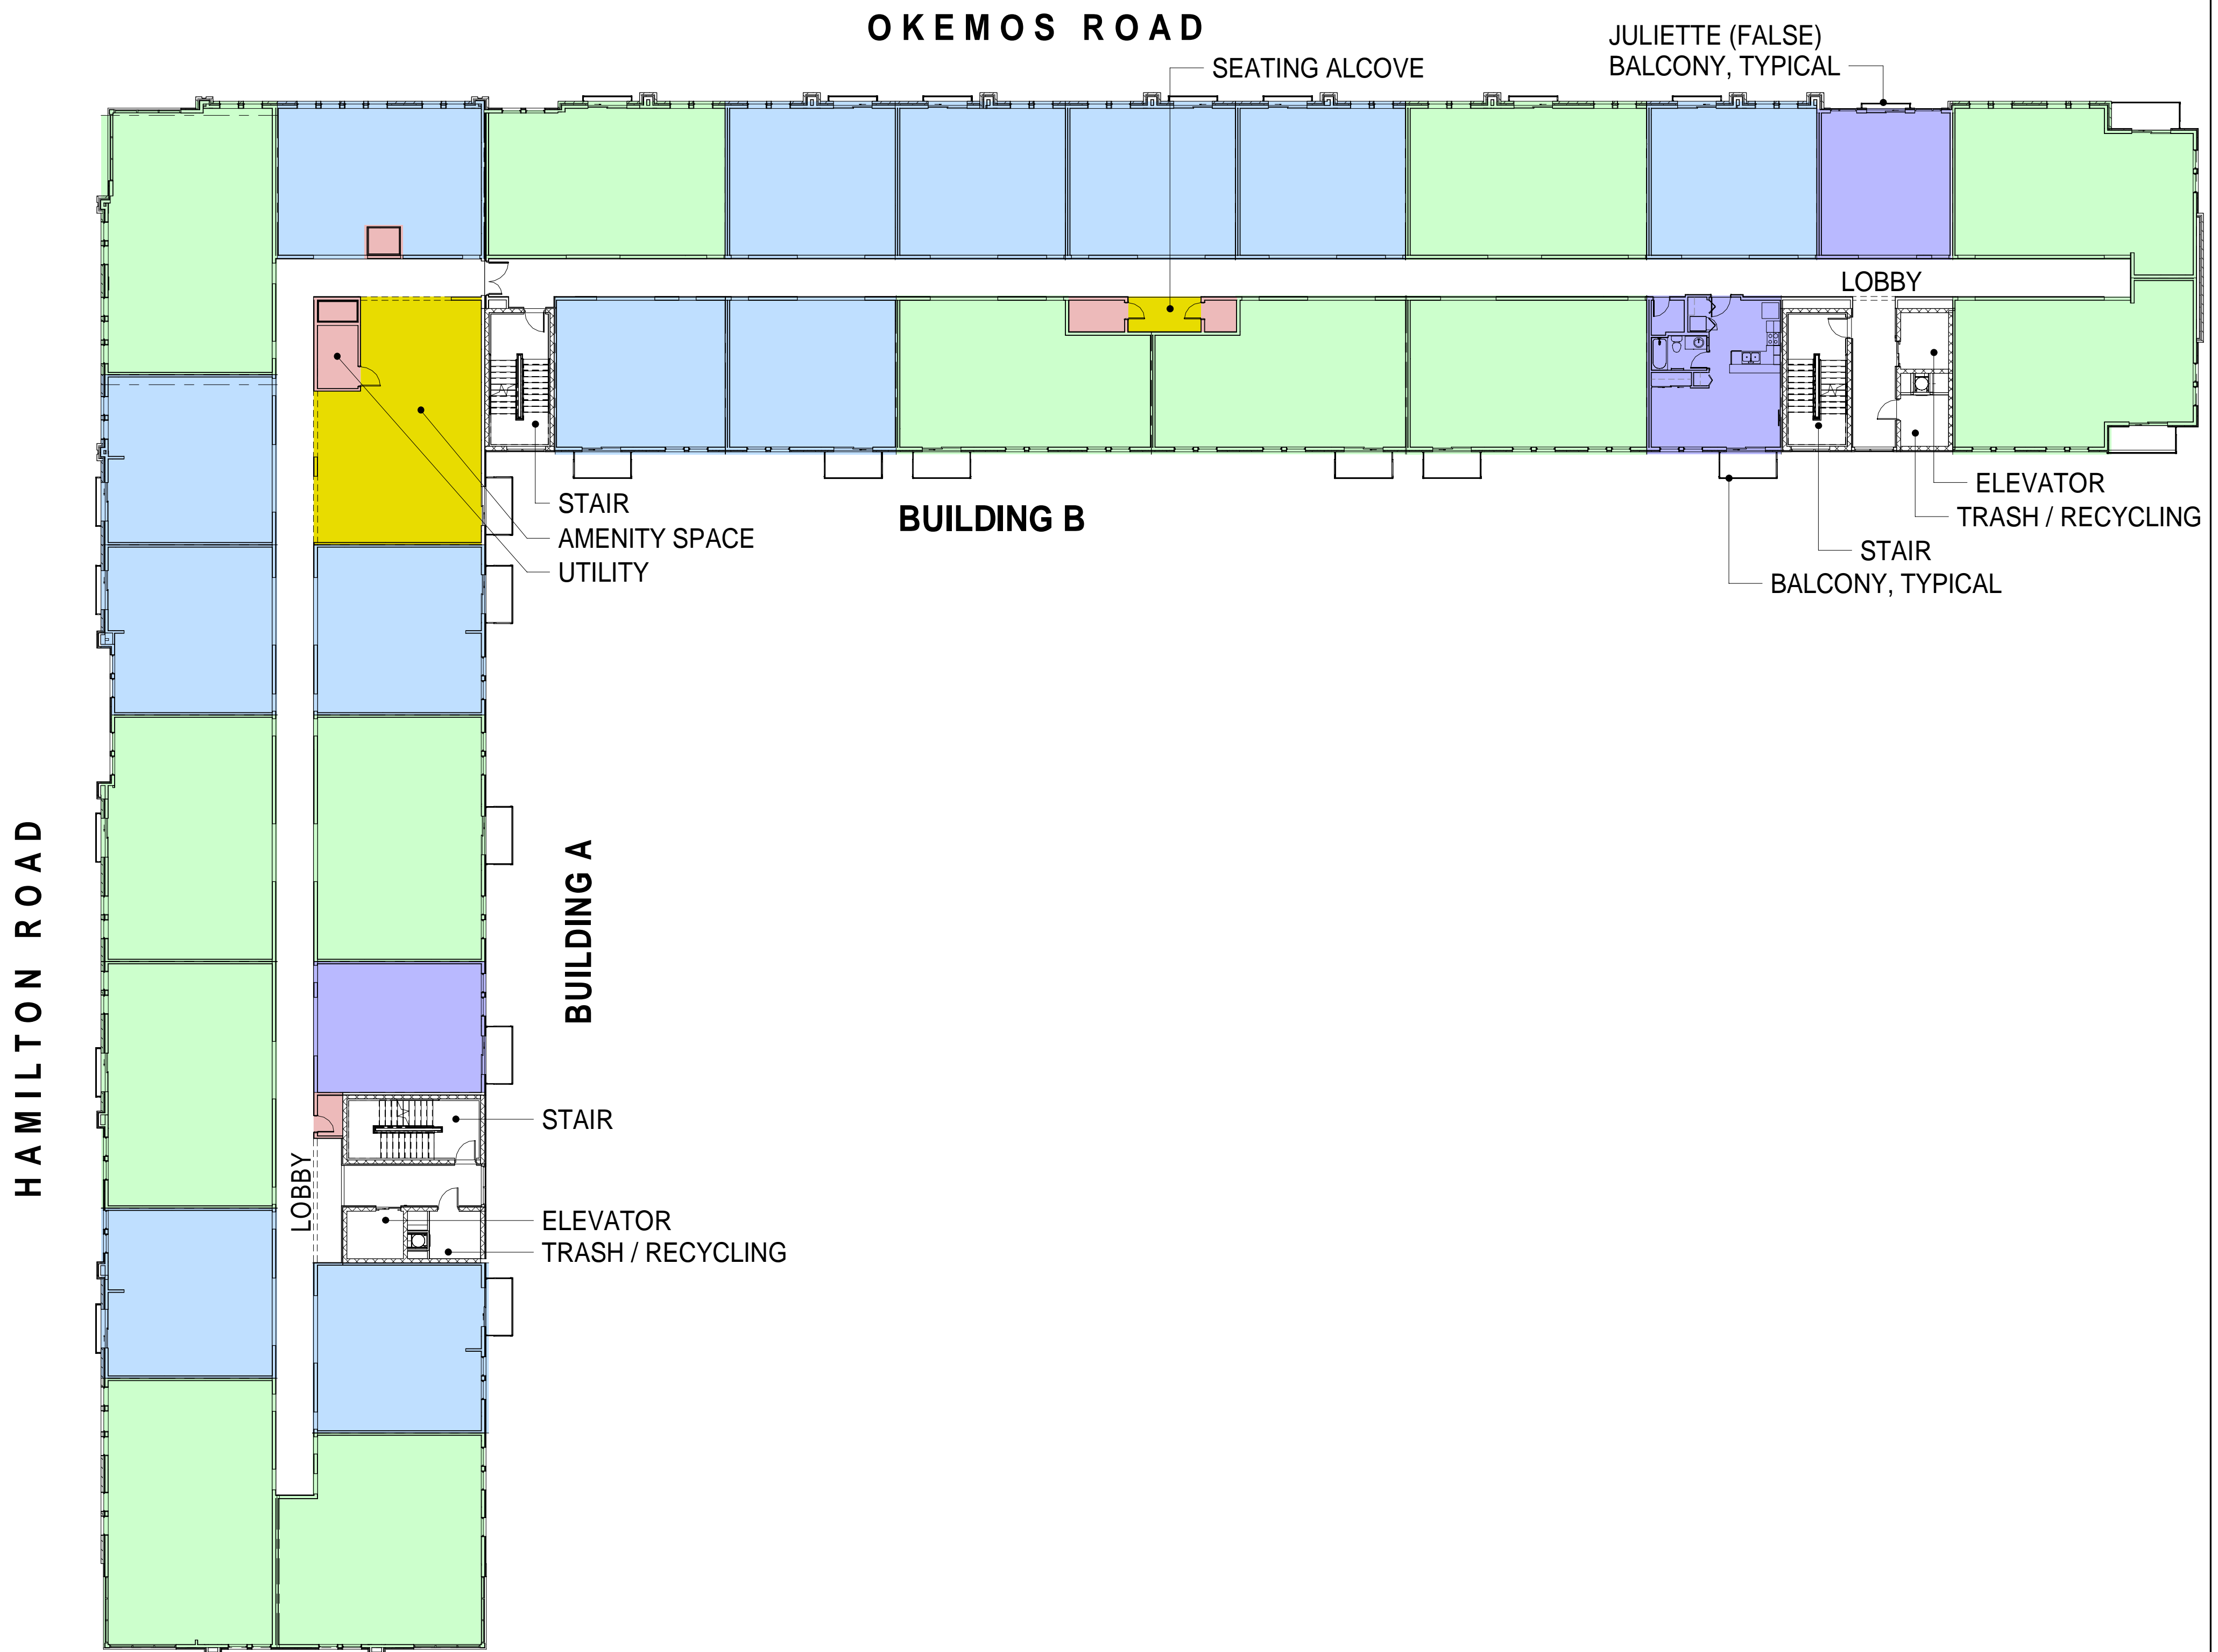 OKEMOS ROAD
JULIETTE (FALSE)
BALCONY, TYPICAL
SEATING ALCOVE
LOBBY
STAIR
AMENITY SPACE
UTILITY
BUILDING B
ELEVATOR
TRASH / RECYCLING
STAIR
BALCONY, TYPICAL
HAMILTON ROAD
BUILDING A
STAIR
LOBBY
ELEVATOR
TRASH / RECYCLING